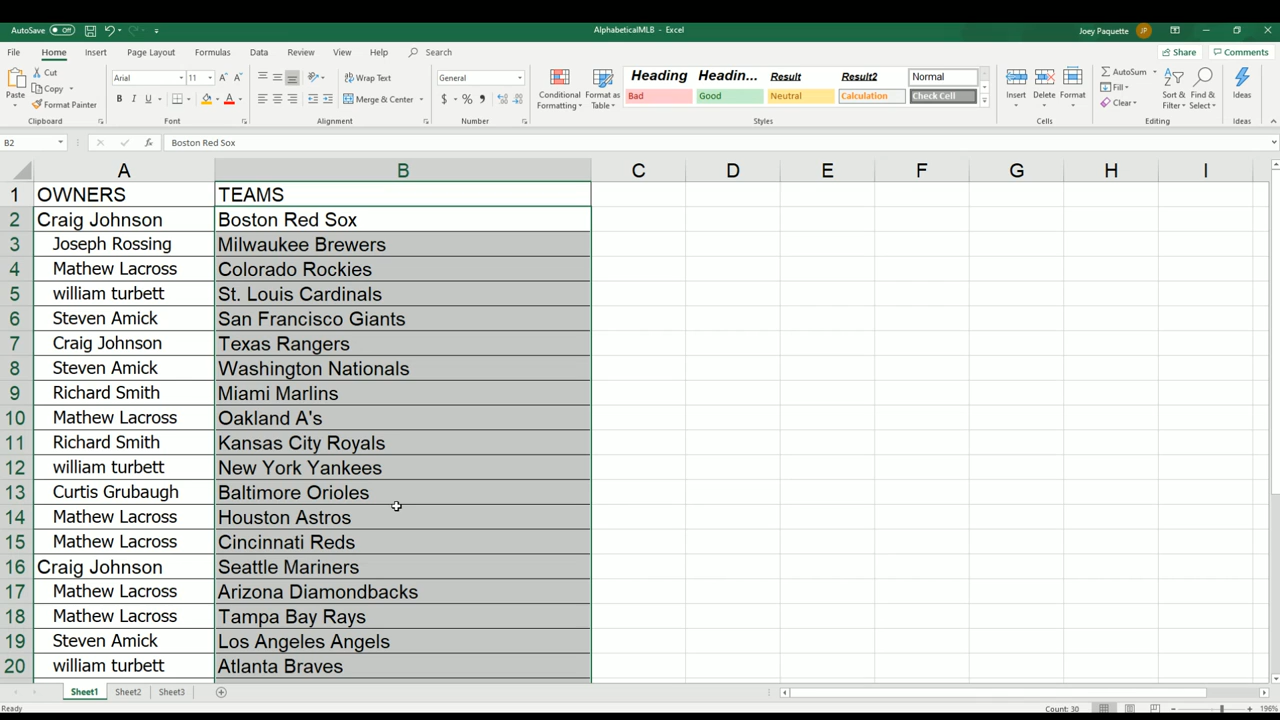 AutoSave Off
AlphabeticalMLB - Excel
Joey Paquette JP
File Home Insert Page Layout Formulas Data Review View Help Search
Share Comments
Paste
Cut
Copy
Format Painter
Clipboard
Arial 11
B I U
Font
Wrap Text
Merge & Center
Alignment
General
$ % ,
Number
Conditional Formatting
Format as Table
Heading Headin... Result Result2 Normal
Bad Good Neutral Calculation Check Cell
Styles
Insert Delete Format
Cells
AutoSum
Fill
Clear
Sort & Filter
Find & Select
Editing
Ideas
Ideas
B2 fx Boston Red Sox
A B C D E F G H I
1 OWNERS TEAMS
2 Craig Johnson Boston Red Sox
3 Joseph Rossing Milwaukee Brewers
4 Mathew Lacross Colorado Rockies
5 william turbett St. Louis Cardinals
6 Steven Amick San Francisco Giants
7 Craig Johnson Texas Rangers
8 Steven Amick Washington Nationals
9 Richard Smith Miami Marlins
10 Mathew Lacross Oakland A's
11 Richard Smith Kansas City Royals
12 william turbett New York Yankees
13 Curtis Grubaugh Baltimore Orioles
14 Mathew Lacross Houston Astros
15 Mathew Lacross Cincinnati Reds
16 Craig Johnson Seattle Mariners
17 Mathew Lacross Arizona Diamondbacks
18 Mathew Lacross Tampa Bay Rays
19 Steven Amick Los Angeles Angels
20 william turbett Atlanta Braves
Sheet1 Sheet2 Sheet3
Ready Count: 30 196%